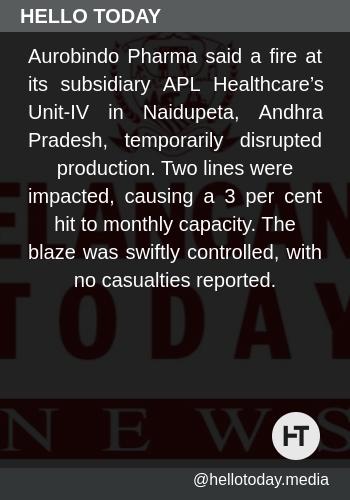 HELLO TODAY
Aurobindo Pharma said a fire at
its subsidiary APL Healthcare's
Unit-IV in Naidupeta, Andhra
Pradesh, temporarily disrupted
production. Two lines were
impacted, causing a 3 per cent
hit to monthly capacity. The
blaze was swiftly controlled, with
no casualties reported.
TODAY
NEWS
HT
@hellotoday.media